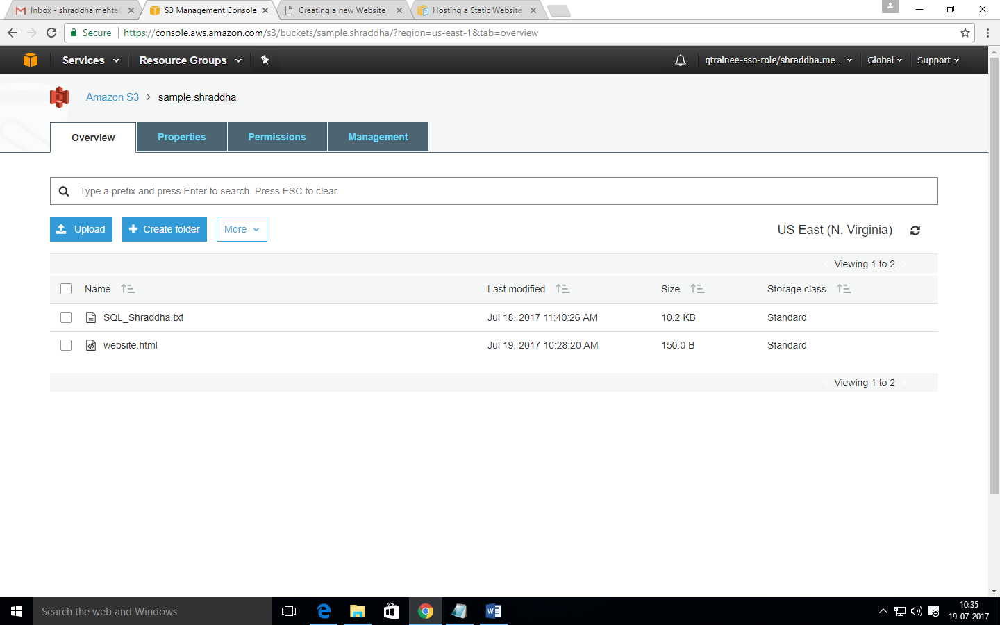 Inbox - shraddha.mehta@
S3 Management Console
Creating a new Website
Hosting a Static Website
Secure
https://console.aws.amazon.com/s3/buckets/sample.shraddha/?region=us-east-1&tab=overview
Services
Resource Groups
qtrainee-sso-role/shraddha.me...
Global
Support
Amazon S3 > sample.shraddha
Overview
Properties
Permissions
Management
Type a prefix and press Enter to search. Press ESC to clear.
Upload
Create folder
More
US East (N. Virginia)
Viewing 1 to 2
Name
Last modified
Size
Storage class
SQL_Shraddha.txt
Jul 18, 2017 11:40:26 AM
10.2 KB
Standard
website.html
Jul 19, 2017 10:28:20 AM
150.0 B
Standard
Viewing 1 to 2
Search the web and Windows
10:35
19-07-2017